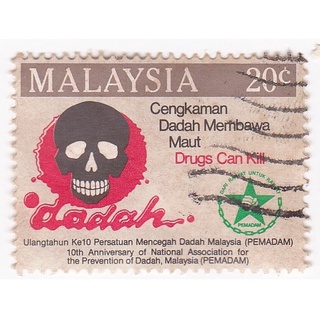 MALAYSIA 20¢
Cengkaman
Dadah Membawa
Maut
Drugs Can Kill
dadah
PEMADAM
Ulangtahun Ke10 Persatuan Mencegah Dadah Malaysia (PEMADAM)
10th Anniversary of National Association for
the Prevention of Dadah, Malaysia (PEMADAM)